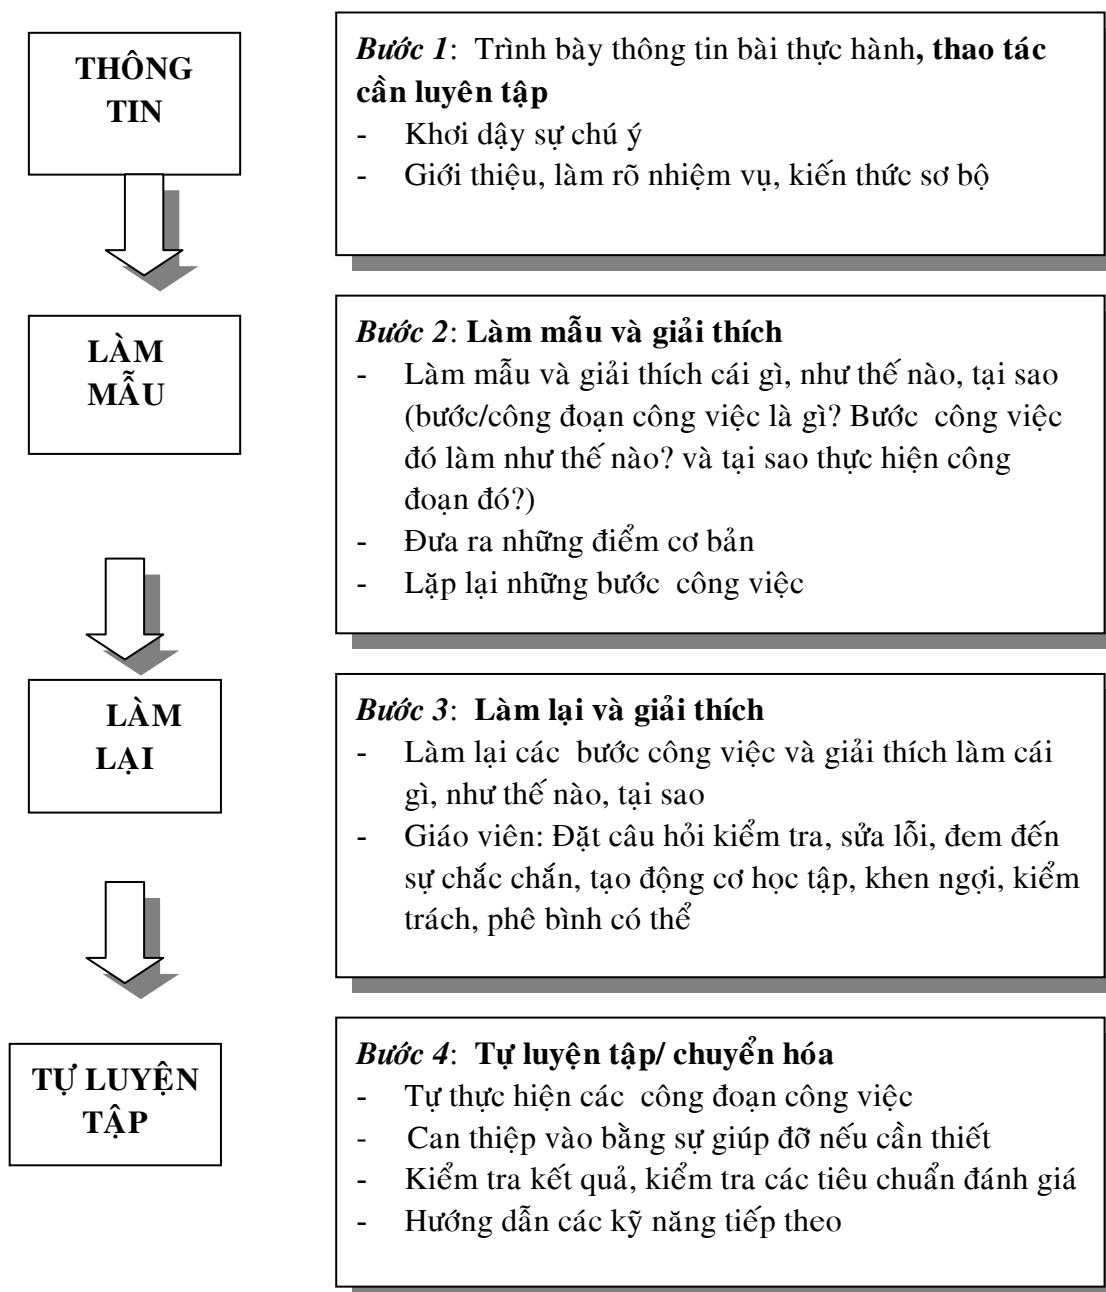 THÔNG
TIN
Bước 1: Trình bày thông tin bài thực hành, thao tác
cần luyên tập
- Khơi dậy sự chú ý
- Giới thiệu, làm rõ nhiệm vụ, kiến thức sơ bộ
LÀM
MẪU
Bước 2: Làm mẫu và giải thích
- Làm mẫu và giải thích cái gì, như thế nào, tại sao
(bước/công đoạn công việc là gì? Bước công việc
đó làm như thế nào? và tại sao thực hiện công
đoạn đó?)
- Đưa ra những điểm cơ bản
- Lặp lại những bước công việc
LÀM
LẠI
Bước 3: Làm lại và giải thích
- Làm lại các bước công việc và giải thích làm cái
gì, như thế nào, tại sao
- Giáo viên: Đặt câu hỏi kiểm tra, sửa lỗi, đem đến
sự chắc chắn, tạo động cơ học tập, khen ngợi, kiểm
trách, phê bình có thể
TỰ LUYỆN
TẬP
Bước 4: Tự luyện tập/ chuyển hóa
- Tự thực hiện các công đoạn công việc
- Can thiệp vào bằng sự giúp đỡ nếu cần thiết
- Kiểm tra kết quả, kiểm tra các tiêu chuẩn đánh giá
- Hướng dẫn các kỹ năng tiếp theo